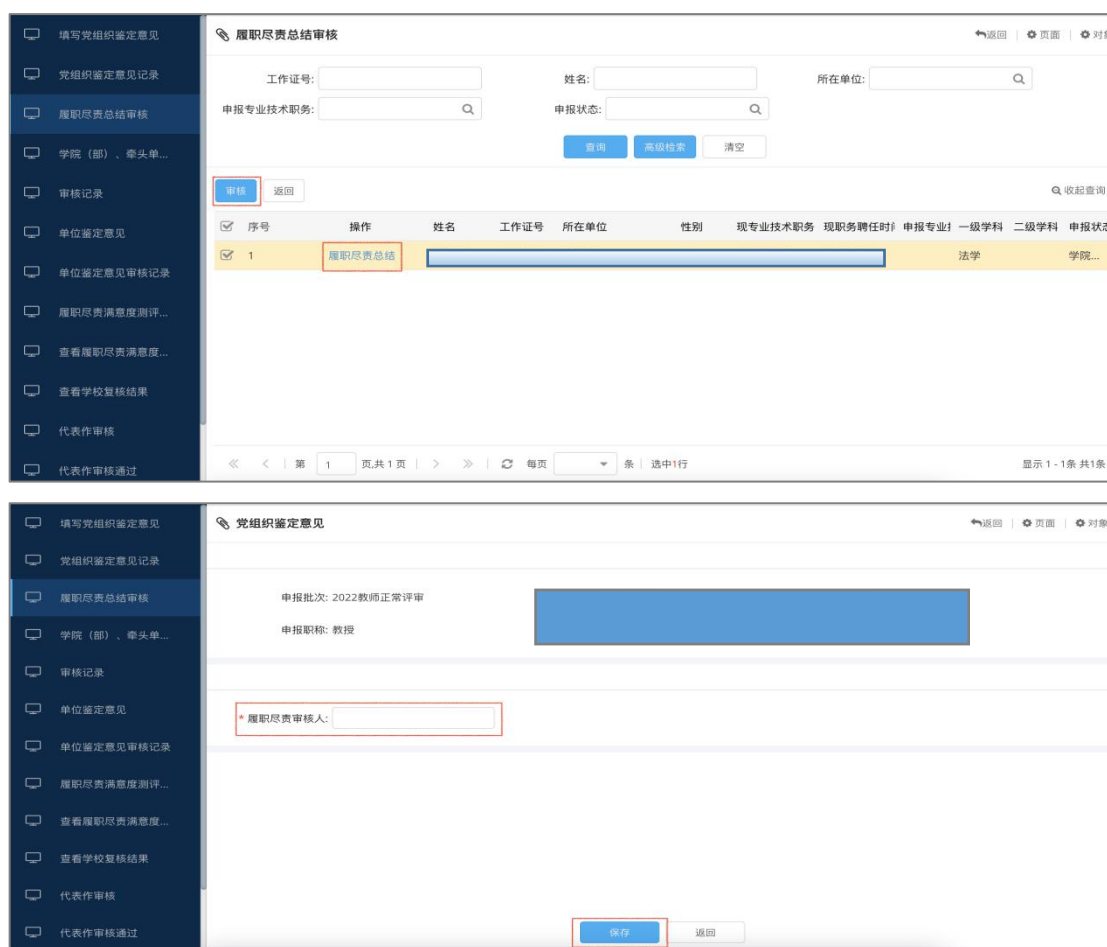 填写党组织鉴定意见
党组织鉴定意见记录
履职尽责总结审核
学院（部）、牵头单...
审核记录
单位鉴定意见
单位鉴定意见审核记录
履职尽责满意度测评...
查看履职尽责满意度...
查看学校复核结果
代表作审核
代表作审核通过
履职尽责总结审核 返回 页面 对象
工作证号: 姓名: 所在单位:
申报专业技术职务: 申报状态:
查询 高级检索 清空
审核 返回 收起查询
序号 操作 姓名 工作证号 所在单位 性别 现专业技术职务 现职务聘任时 申报专业 一级学科 二级学科 申报状态
1 履职尽责总结 法学 学院...
第 1 页,共 1 页 每页 条 选中1行 显示 1 - 1条 共1条
填写党组织鉴定意见
党组织鉴定意见记录
履职尽责总结审核
学院（部）、牵头单...
审核记录
单位鉴定意见
单位鉴定意见审核记录
履职尽责满意度测评...
查看履职尽责满意度...
查看学校复核结果
代表作审核
代表作审核通过
党组织鉴定意见 返回 页面 对象
申报批次: 2022教师正常评审
申报职称: 教授
* 履职尽责审核人:
保存 返回